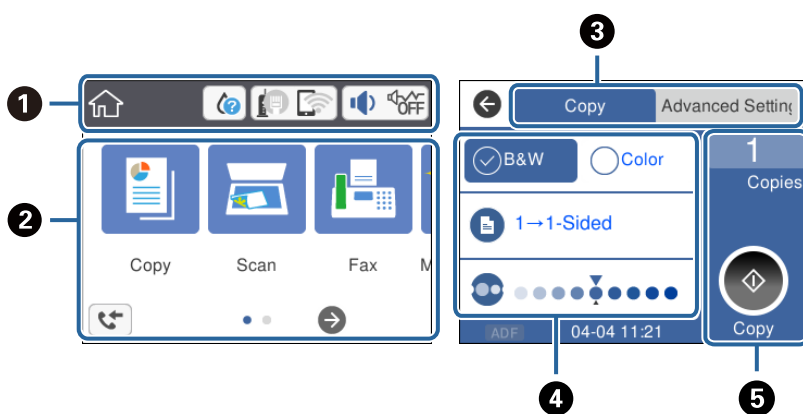 3
1
OFF
Copy
Advanced Setting
B&W
Color
1
Copies
2
1→1-Sided
Copy
Scan
Fax
M
ADF
04-04 11:21
Copy
4
5